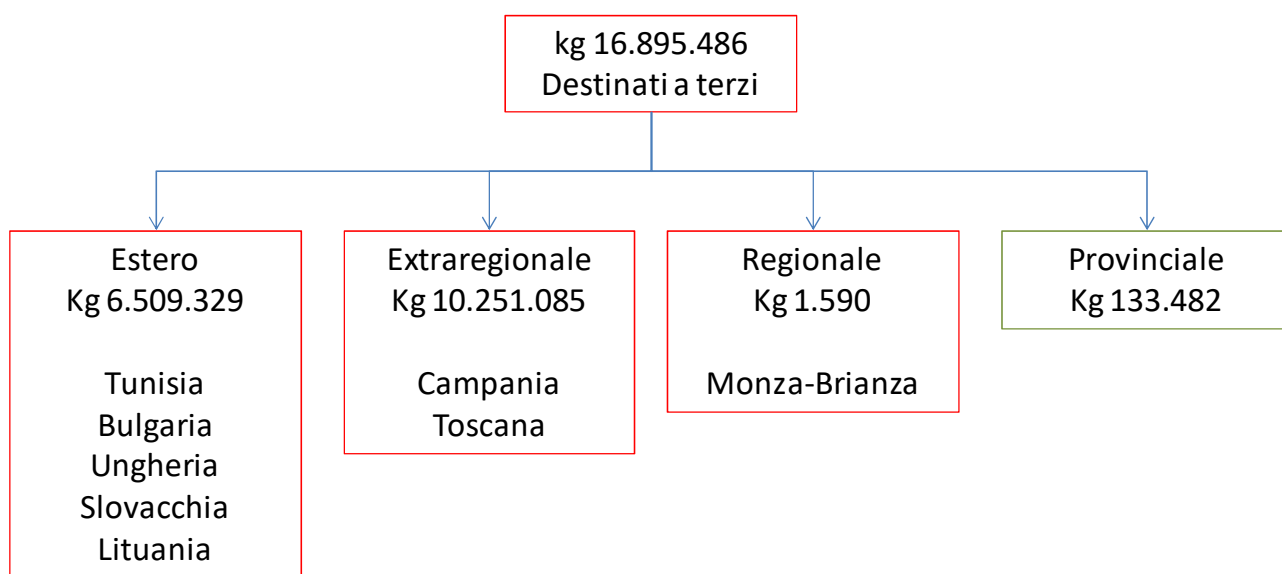 kg 16.895.486
Destinati a terzi
Estero
Kg 6.509.329
Tunisia
Bulgaria
Ungheria
Slovacchia
Lituania
Extraregionale
Kg 10.251.085
Campania
Toscana
Regionale
Kg 1.590
Monza-Brianza
Provinciale
Kg 133.482